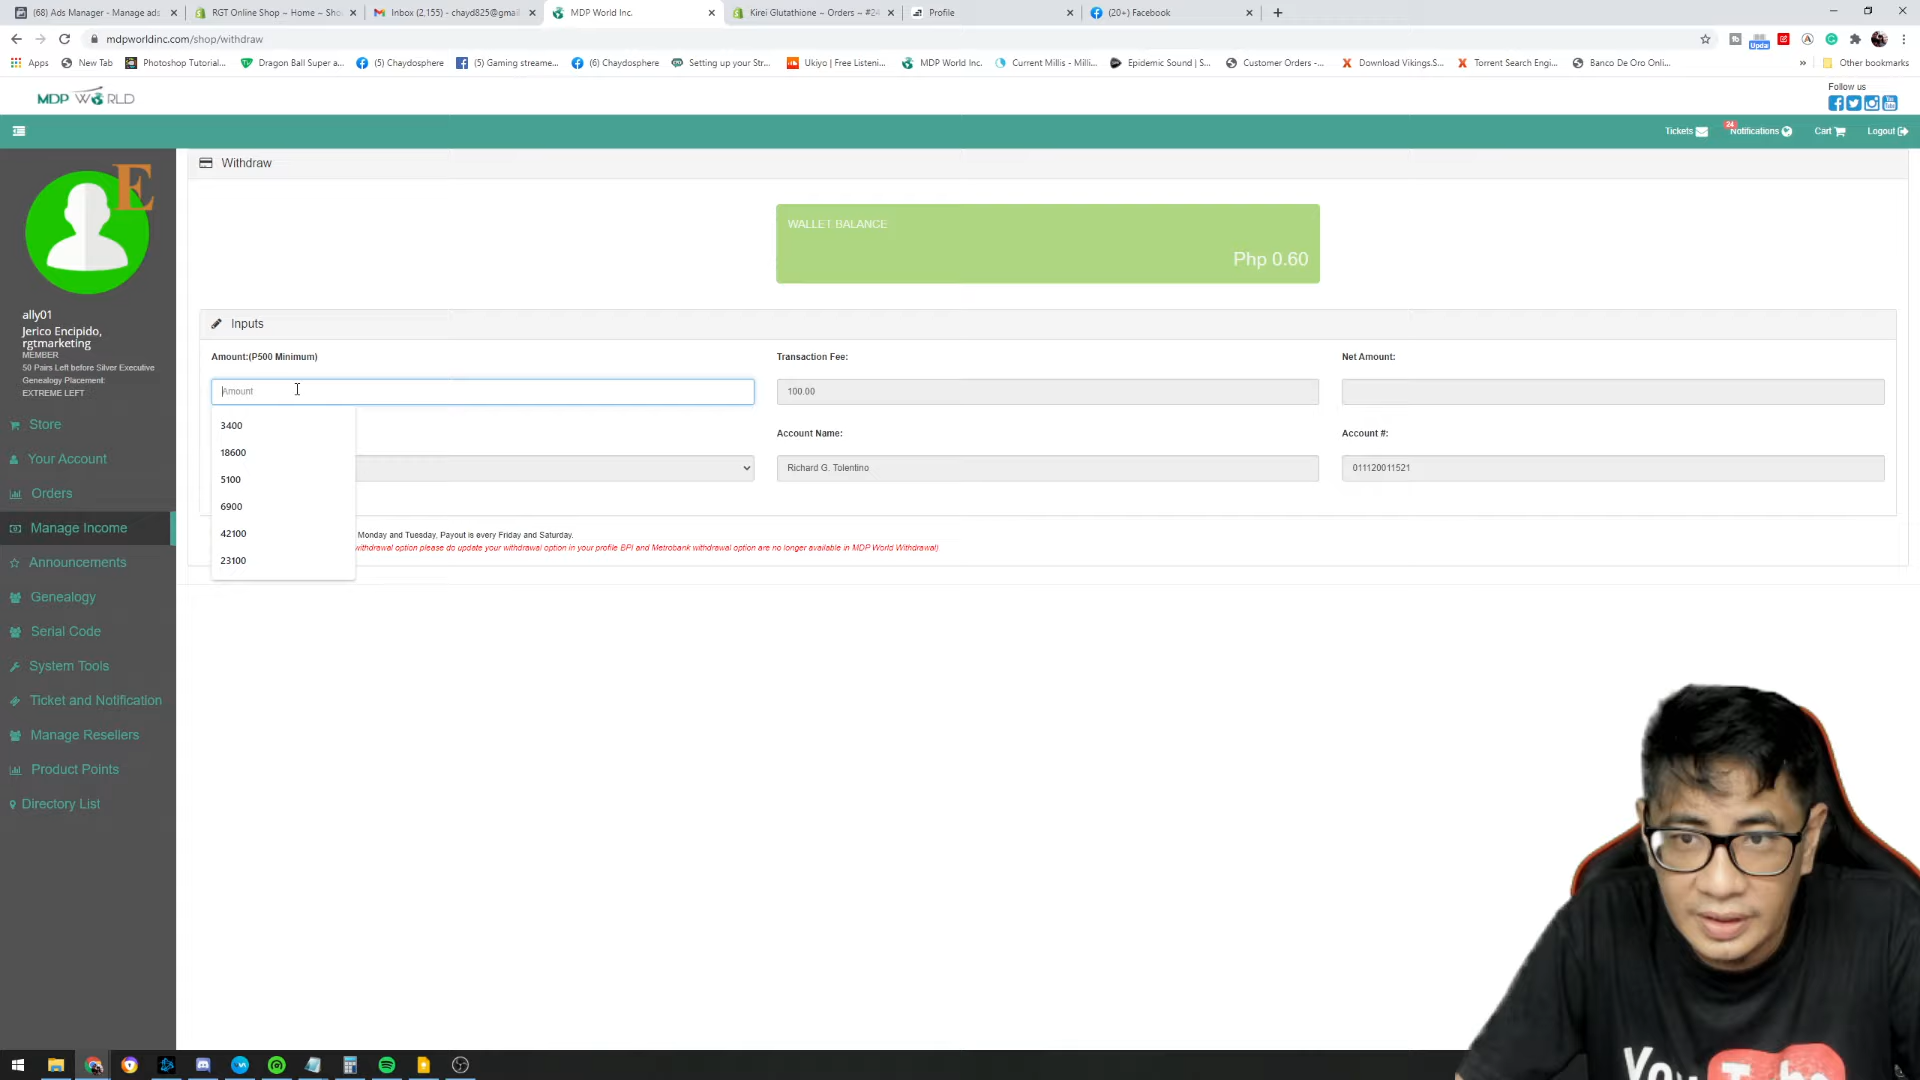 (68) Ads Manager - Manage ads
RGT Online Shop ~ Home ~ Sho
Inbox (2,155) - chayd825@gmail
MDP World Inc.
Kirei Glutathione ~ Orders ~ #24
Profile
(20+) Facebook
mdpworldinc.com/shop/withdraw
Upda
Apps
New Tab
Photoshop Tutorial...
Dragon Ball Super a...
(5) Chaydosphere
(5) Gaming streame...
(6) Chaydosphere
Setting up your Str...
Ukiyo | Free Listeni...
MDP World Inc.
Current Millis - Milli...
Epidemic Sound | S...
Customer Orders -...
Download Vikings.S...
Torrent Search Engi...
Banco De Oro Onli...
Other bookmarks
MDP WORLD
Follow us
Tickets
24
Notifications
Cart
Logout
E
ally01
Jerico Encipido,
rgtmarketing
MEMBER
50 Pairs Left before Silver Executive
Genealogy Placement:
EXTREME LEFT
Store
Your Account
Orders
Manage Income
Announcements
Genealogy
Serial Code
System Tools
Ticket and Notification
Manage Resellers
Product Points
Directory List
Withdraw
WALLET BALANCE
Php 0.60
Inputs
Amount:(P500 Minimum)
Transaction Fee:
Net Amount:
Amount
100.00
3400
18600
5100
6900
42100
23100
Account Name:
Account #:
Richard G. Tolentino
011120011521
Monday and Tuesday, Payout is every Friday and Saturday.
withdrawal option please do update your withdrawal option in your profile BPI and Metrobank withdrawal option are no longer available in MDP World Withdrawal)
You